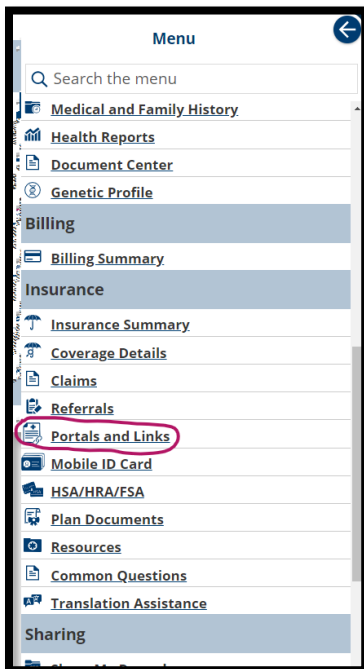 Menu
Search the menu
Medical and Family History
Health Reports
Document Center
Genetic Profile
Billing
Billing Summary
Insurance
Insurance Summary
Coverage Details
Claims
Referrals
Portals and Links
Mobile ID Card
HSA/HRA/FSA
Plan Documents
Resources
Common Questions
Translation Assistance
Sharing